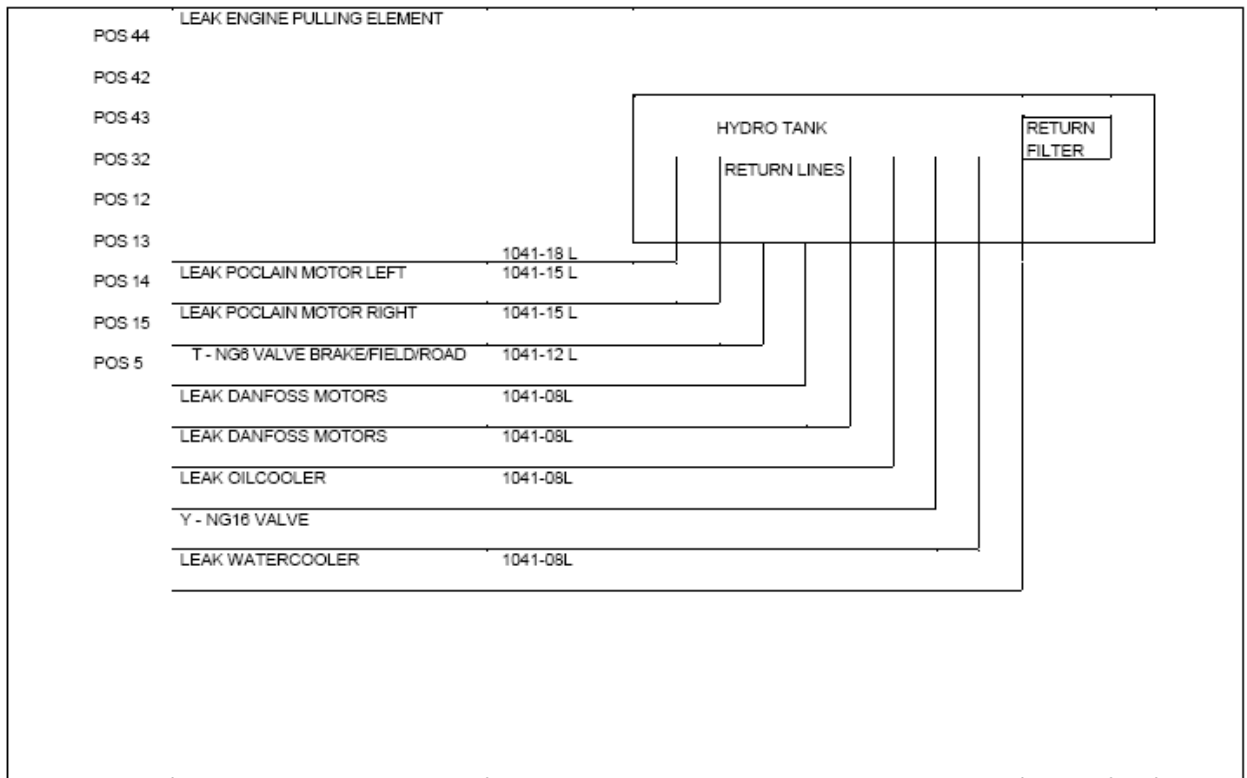 LEAK ENGINE PULLING ELEMENT
POS 44
POS 42
POS 43
HYDRO TANK
RETURN
FILTER
POS 32
RETURN LINES
POS 12
POS 13
1041-18 L
POS 14
LEAK POCLAIN MOTOR LEFT 1041-15 L
LEAK POCLAIN MOTOR RIGHT 1041-15 L
POS 15
T - NG6 VALVE BRAKE/FIELD/ROAD 1041-12 L
POS 5
LEAK DANFOSS MOTORS 1041-08L
LEAK DANFOSS MOTORS 1041-08L
LEAK OILCOOLER 1041-08L
Y - NG16 VALVE
LEAK WATERCOOLER 1041-08L